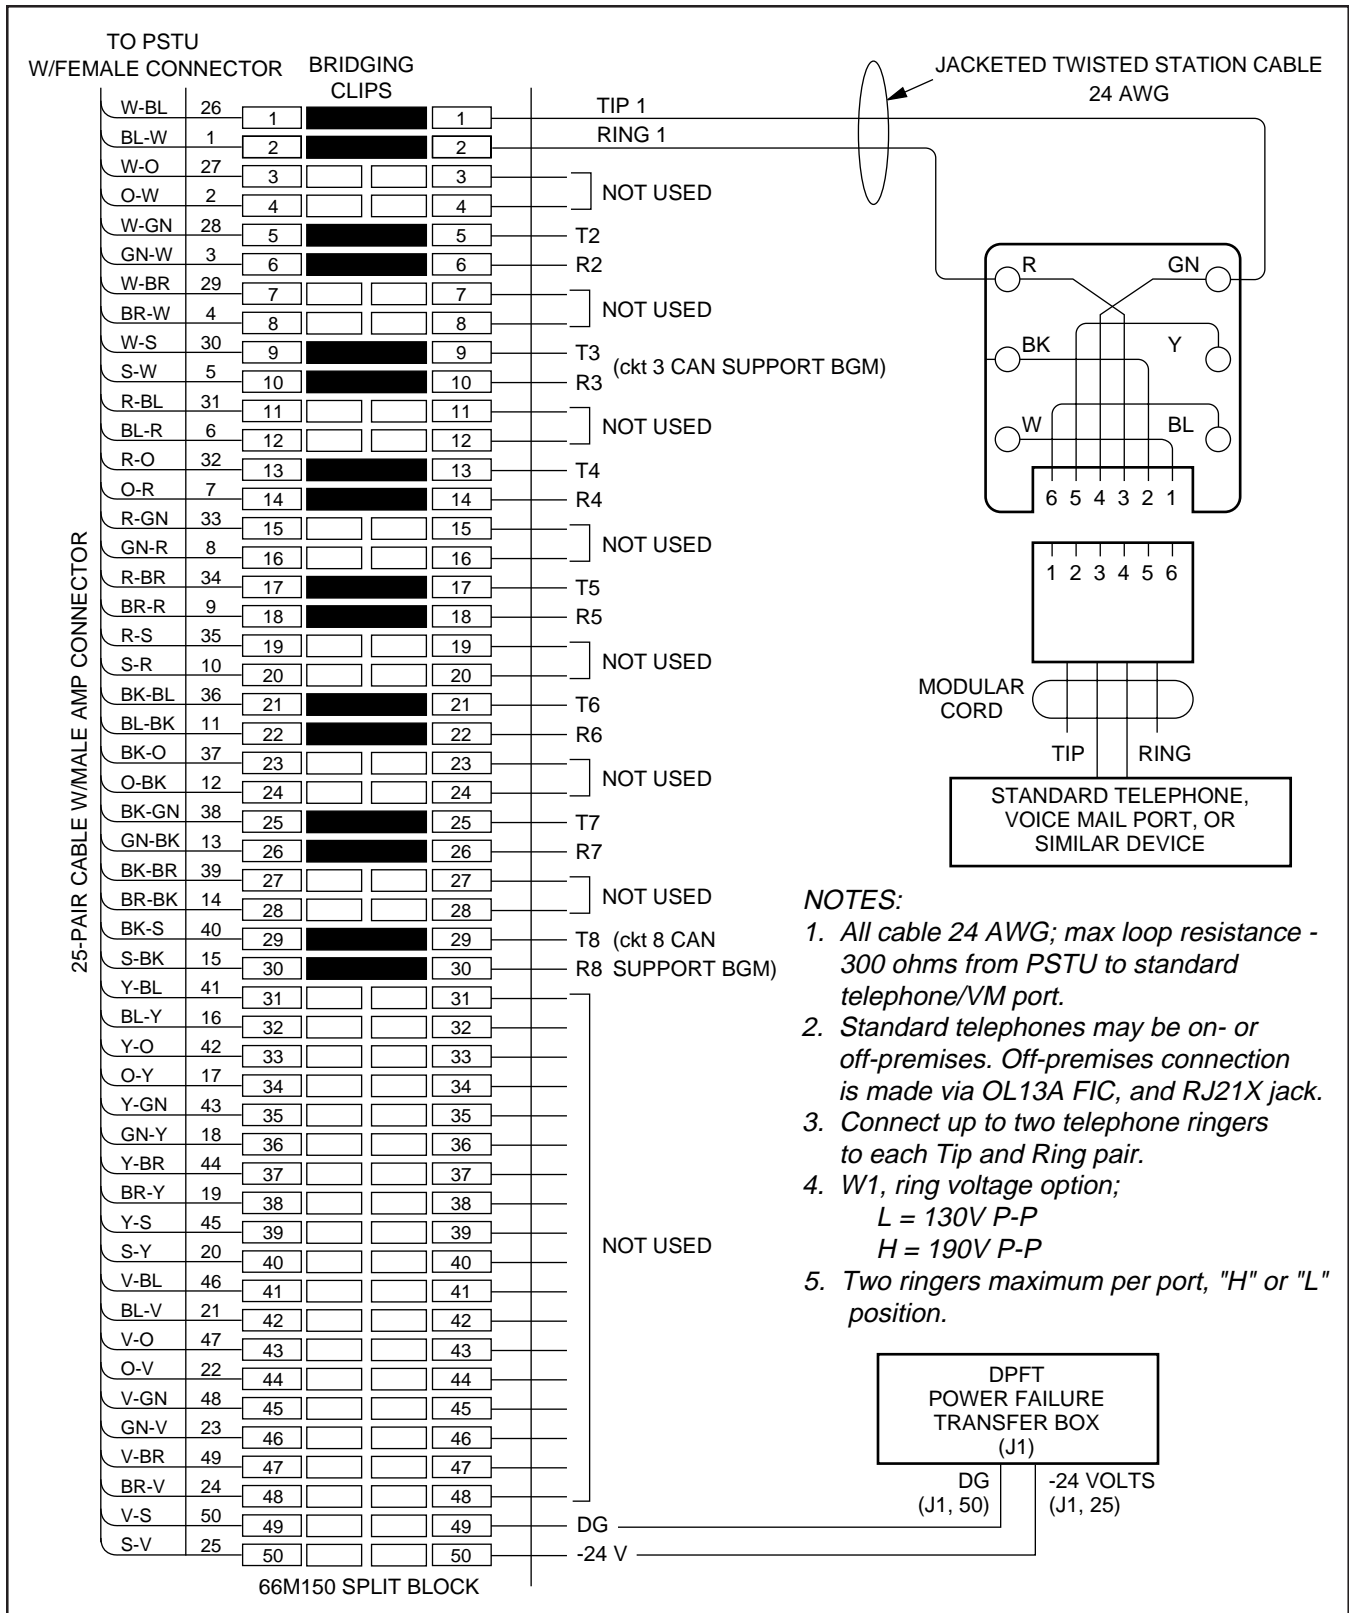 TO PSTU
W/FEMALE CONNECTOR
BRIDGING
CLIPS
JACKETED TWISTED STATION CABLE
24 AWG
25-PAIR CABLE W/MALE AMP CONNECTOR
W-BL 26 1 1 TIP 1
BL-W 1 2 2 RING 1
W-O 27 3 3
NOT USED
O-W 2 4 4
W-GN 28 5 5 T2
GN-W 3 6 6 R2
W-BR 29 7 7
NOT USED
BR-W 4 8 8
W-S 30 9 9 T3
(ckt 3 CAN SUPPORT BGM)
S-W 5 10 10 R3
R-BL 31 11 11
NOT USED
BL-R 6 12 12
R-O 32 13 13 T4
O-R 7 14 14 R4
R-GN 33 15 15
NOT USED
GN-R 8 16 16
R-BR 34 17 17 T5
BR-R 9 18 18 R5
R-S 35 19 19
NOT USED
S-R 10 20 20
BK-BL 36 21 21 T6
BL-BK 11 22 22 R6
BK-O 37 23 23
NOT USED
O-BK 12 24 24
BK-GN 38 25 25 T7
GN-BK 13 26 26 R7
BK-BR 39 27 27
NOT USED
BR-BK 14 28 28
BK-S 40 29 29 T8 (ckt 8 CAN
S-BK 15 30 30 R8 SUPPORT BGM)
Y-BL 41 31 31
BL-Y 16 32 32
Y-O 42 33 33
O-Y 17 34 34
Y-GN 43 35 35
GN-Y 18 36 36
Y-BR 44 37 37
BR-Y 19 38 38
Y-S 45 39 39
NOT USED
S-Y 20 40 40
V-BL 46 41 41
BL-V 21 42 42
V-O 47 43 43
O-V 22 44 44
V-GN 48 45 45
GN-V 23 46 46
V-BR 49 47 47
BR-V 24 48 48
V-S 50 49 49 DG
S-V 25 50 50 -24 V
66M150 SPLIT BLOCK
R GN
BK Y
W BL
6 5 4 3 2 1
1 2 3 4 5 6
MODULAR
CORD
TIP RING
STANDARD TELEPHONE,
VOICE MAIL PORT, OR
SIMILAR DEVICE
NOTES:
1. All cable 24 AWG; max loop resistance -
300 ohms from PSTU to standard
telephone/VM port.
2. Standard telephones may be on- or
off-premises. Off-premises connection
is made via OL13A FIC, and RJ21X jack.
3. Connect up to two telephone ringers
to each Tip and Ring pair.
4. W1, ring voltage option;
L = 130V P-P
H = 190V P-P
5. Two ringers maximum per port, "H" or "L"
position.
DPFT
POWER FAILURE
TRANSFER BOX
(J1)
DG
(J1, 50)
-24 VOLTS
(J1, 25)